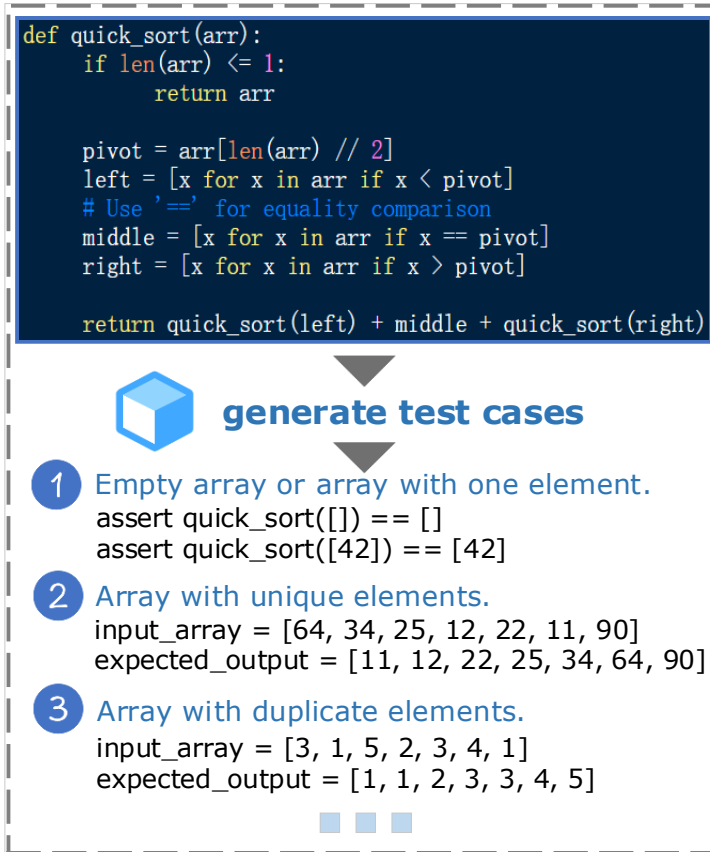 def quick_sort(arr):
if len(arr) <= 1:
return arr
pivot = arr[len(arr) // 2]
left = [x for x in arr if x < pivot]
# Use '==' for equality comparison
middle = [x for x in arr if x == pivot]
right = [x for x in arr if x > pivot]
return quick_sort(left) + middle + quick_sort(right)
generate test cases
1 Empty array or array with one element.
assert quick_sort([]) == []
assert quick_sort([42]) == [42]
2 Array with unique elements.
input_array = [64, 34, 25, 12, 22, 11, 90]
expected_output = [11, 12, 22, 25, 34, 64, 90]
3 Array with duplicate elements.
input_array = [3, 1, 5, 2, 3, 4, 1]
expected_output = [1, 1, 2, 3, 3, 4, 5]